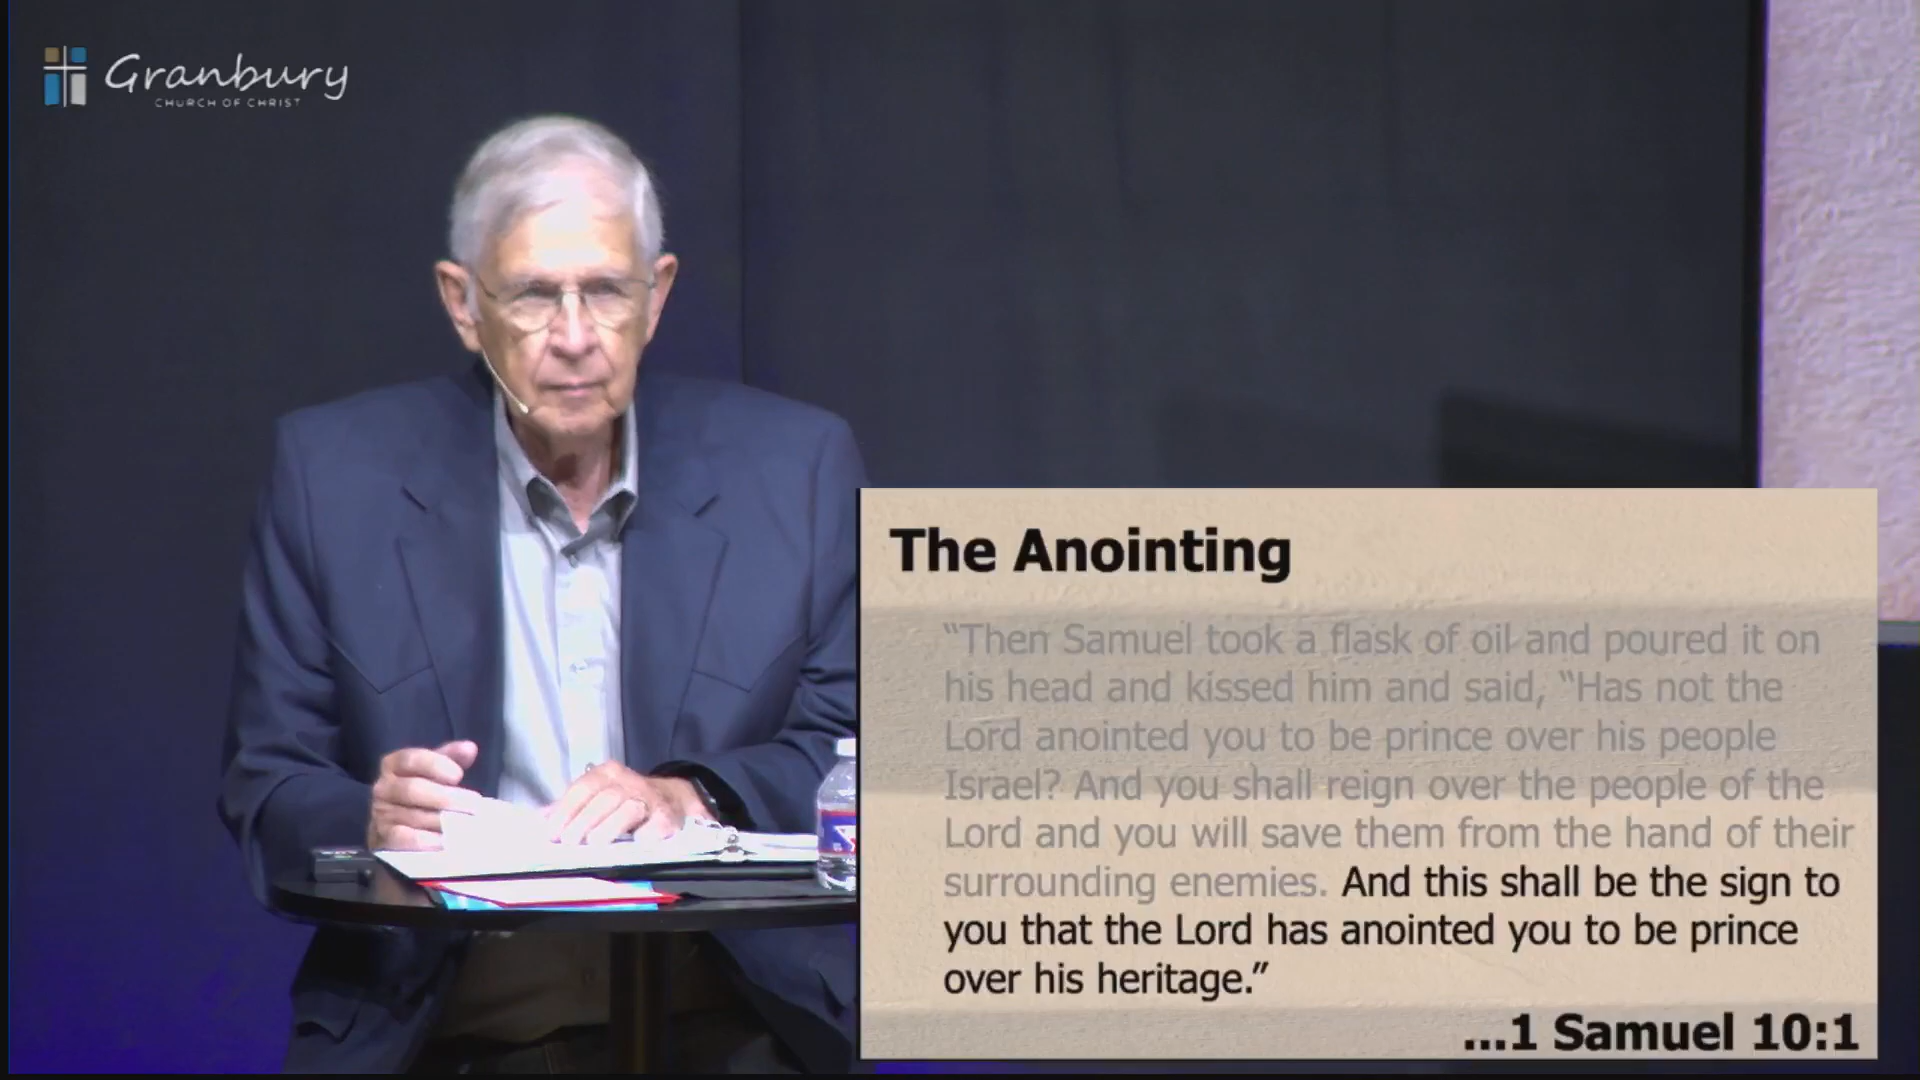 Granbury
CHURCH OF CHRIST
The Anointing
“Then Samuel took a flask of oil and poured it on
his head and kissed him and said, “Has not the
Lord anointed you to be prince over his people
Israel? And you shall reign over the people of the
Lord and you will save them from the hand of their
surrounding enemies. And this shall be the sign to
you that the Lord has anointed you to be prince
over his heritage.”
...1 Samuel 10:1